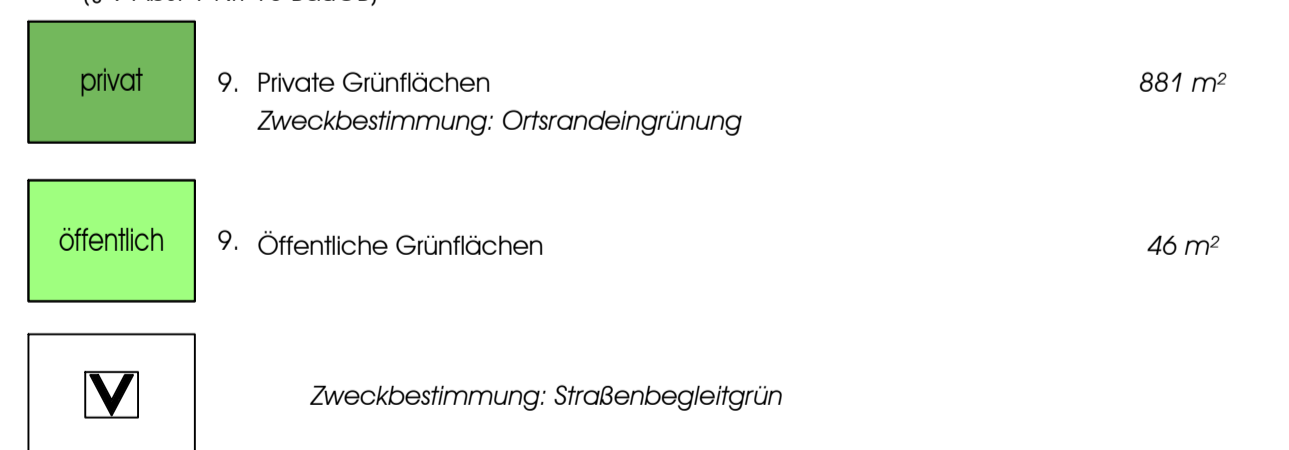 privat
9. Private Grünflächen 881 m²
Zweckbestimmung: Ortsrandeingrünung
öffentlich
9. Öffentliche Grünflächen 46 m²
V
Zweckbestimmung: Straßenbegleitgrün